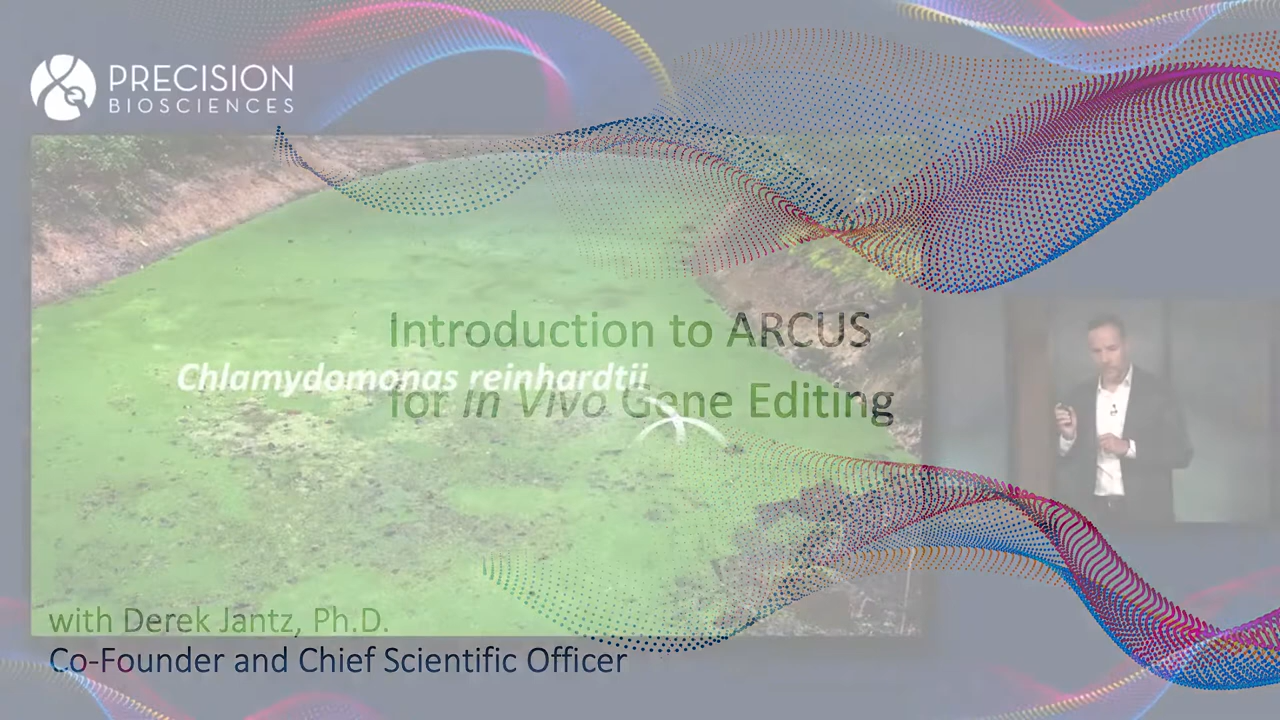 PRECISION
BIOSCIENCES
Introduction to ARCUS
Chlamydomonas reinhardtii
for In Vivo Gene Editing
with Derek Jantz, Ph.D.
Co-Founder and Chief Scientific Officer